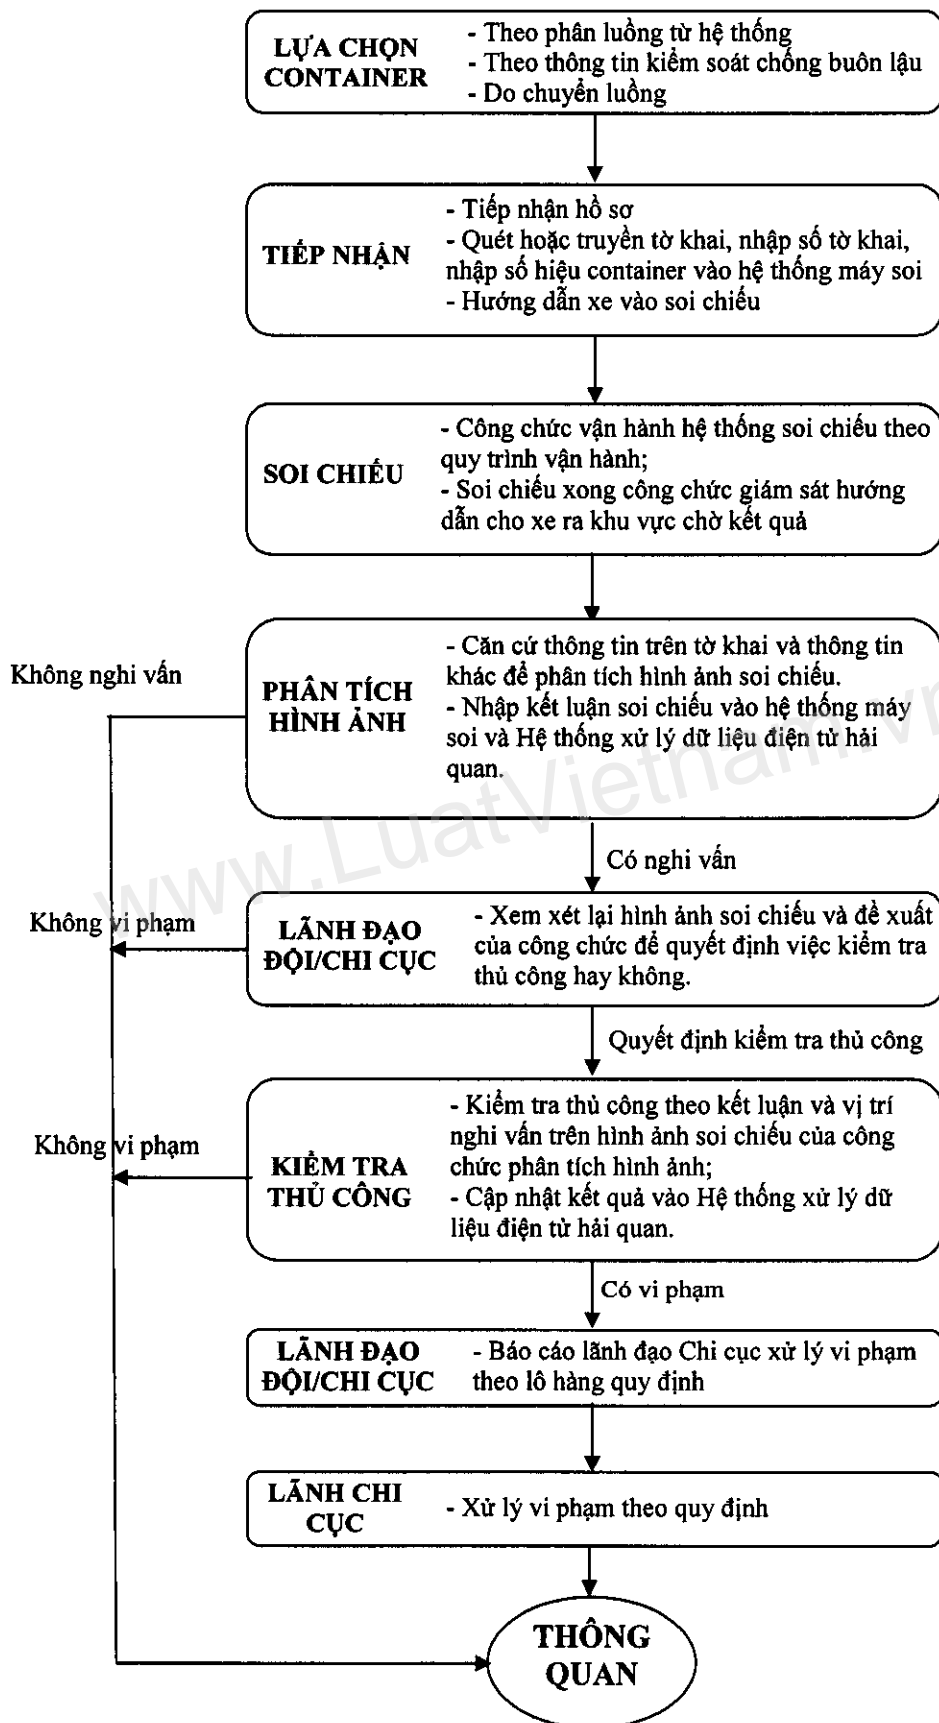 LỰA CHỌN
CONTAINER
- Theo phân luồng từ hệ thống
- Theo thông tin kiểm soát chống buôn lậu
- Do chuyển luồng
TIẾP NHẬN
- Tiếp nhận hồ sơ
- Quét hoặc truyền tờ khai, nhập số tờ khai,
nhập số hiệu container vào hệ thống máy soi
- Hướng dẫn xe vào soi chiếu
SOI CHIẾU
- Công chức vận hành hệ thống soi chiếu theo
quy trình vận hành;
- Soi chiếu xong công chức giám sát hướng
dẫn cho xe ra khu vực chờ kết quả
Không nghi vấn
PHÂN TÍCH
HÌNH ẢNH
- Căn cứ thông tin trên tờ khai và thông tin
khác để phân tích hình ảnh soi chiếu.
- Nhập kết luận soi chiếu vào hệ thống máy
soi và Hệ thống xử lý dữ liệu điện tử hải
quan.
www.LuatVietnam.vn
Có nghi vấn
Không vi phạm
LÃNH ĐẠO
ĐỘI/CHI CỤC
- Xem xét lại hình ảnh soi chiếu và đề xuất
của công chức để quyết định việc kiểm tra
thủ công hay không.
Quyết định kiểm tra thủ công
Không vi phạm
KIỂM TRA
THỦ CÔNG
- Kiểm tra thủ công theo kết luận và vị trí
nghi vấn trên hình ảnh soi chiếu của công
chức phân tích hình ảnh;
- Cập nhật kết quả vào Hệ thống xử lý dữ
liệu điện tử hải quan.
Có vi phạm
LÃNH ĐẠO
ĐỘI/CHI CỤC
- Báo cáo lãnh đạo Chi cục xử lý vi phạm
theo lô hàng quy định
LÃNH CHI
CỤC
- Xử lý vi phạm theo quy định
THÔNG
QUAN